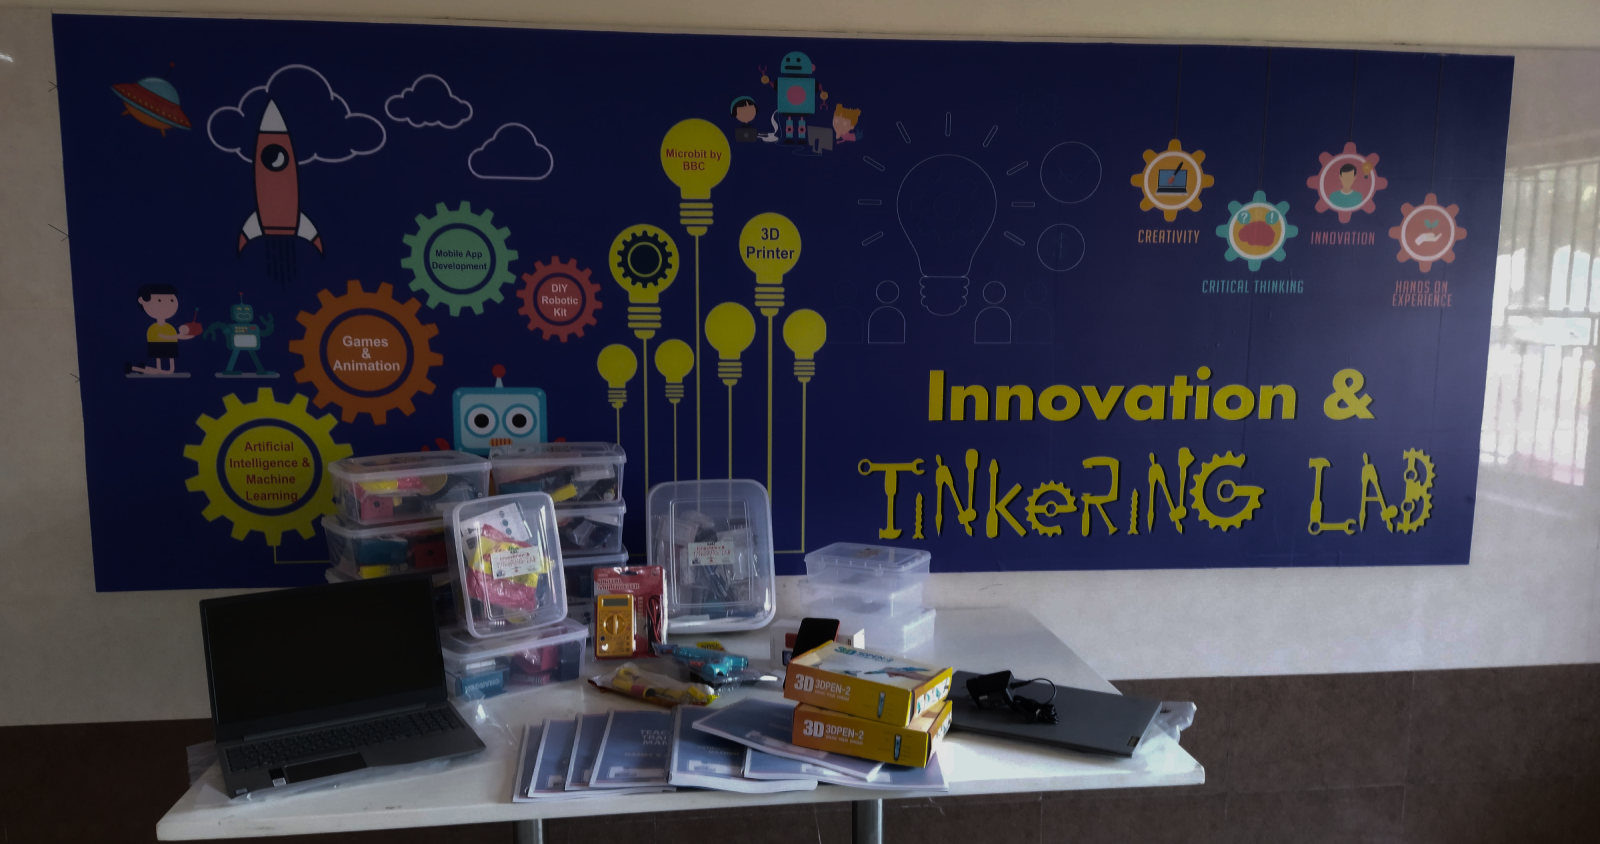 Microbit by
BBC
3D
Printer
Mobile App
Development
DIY
Robotic
Kit
Games
&
Animation
Artificial
Intelligence &
Machine
Learning
CREATIVITY
CRITICAL THINKING
INNOVATION
HANDS ON
EXPERIENCE
Innovation &
TINKERING LAB
3D 3DPEN-2
3D 3DPEN-2